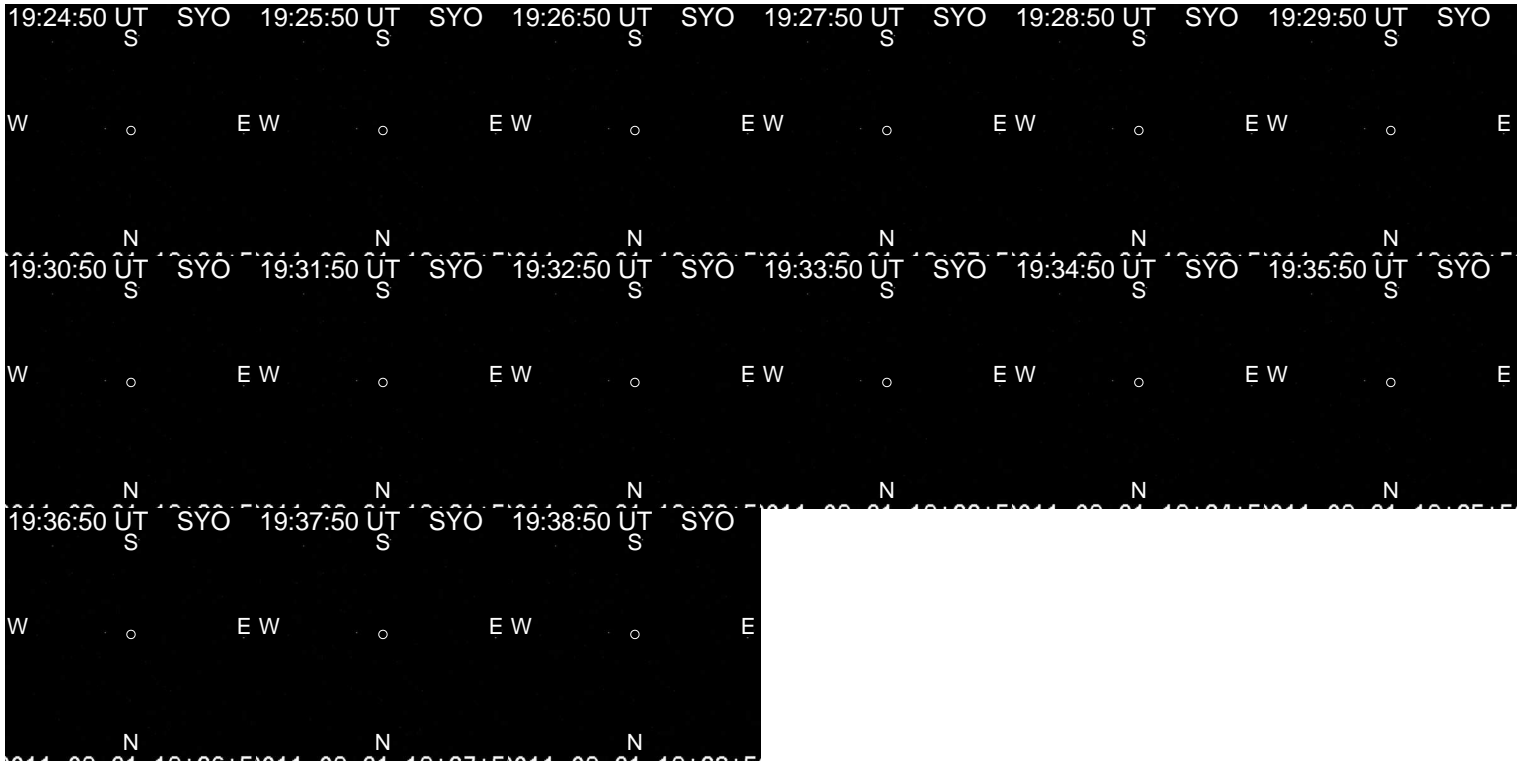 19:24:50 UT SYO 19:25:50 UT SYO 19:26:50 UT SYO 19:27:50 UT SYO 19:28:50 UT SYO 19:29:50 UT SYO
S S S S S S
W E W E W E W E W E W E
N N N N N N
19:30:50 UT SYO 19:31:50 UT SYO 19:32:50 UT SYO 19:33:50 UT SYO 19:34:50 UT SYO 19:35:50 UT SYO
S S S S S S
W E W E W E W E W E W E
N N N N N N
19:36:50 UT SYO 19:37:50 UT SYO 19:38:50 UT SYO
S S S
W E W E W E
N N N